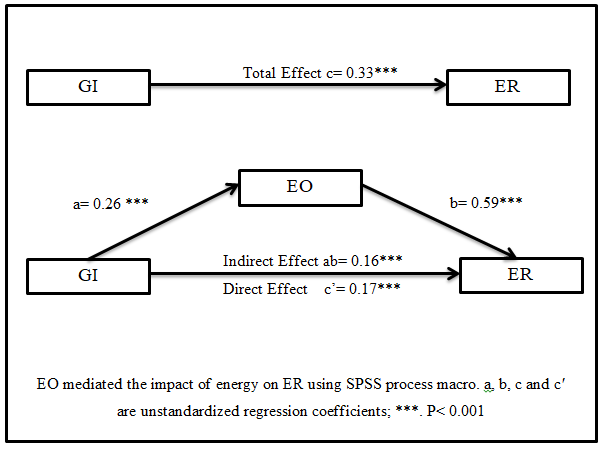 Total Effect c= 0.33***
GI
ER
EO
a= 0.26 ***
b= 0.59***
Indirect Effect ab= 0.16***
GI
ER
Direct Effect c’= 0.17***
EO mediated the impact of energy on ER using SPSS process macro. a, b, c and c′
are unstandardized regression coefficients; ***. P< 0.001